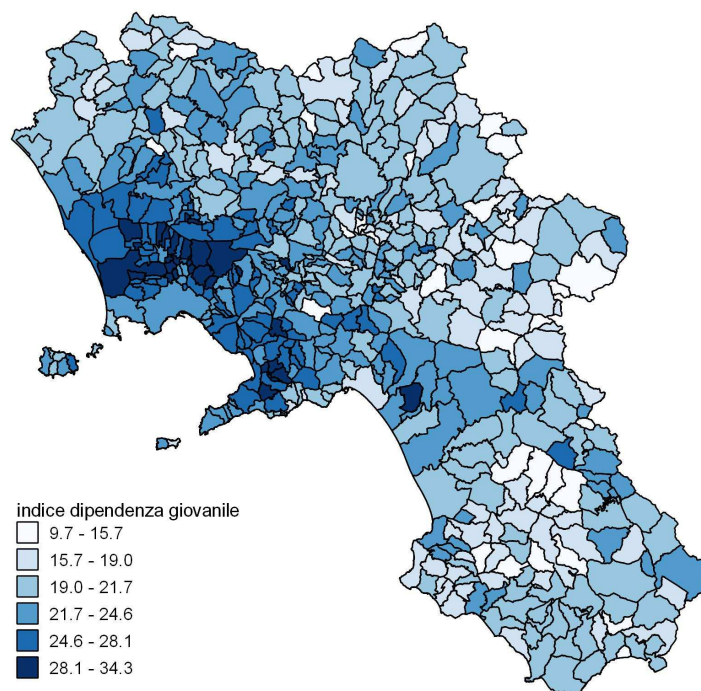 indice dipendenza giovanile
9.7 - 15.7
15.7 - 19.0
19.0 - 21.7
21.7 - 24.6
24.6 - 28.1
28.1 - 34.3